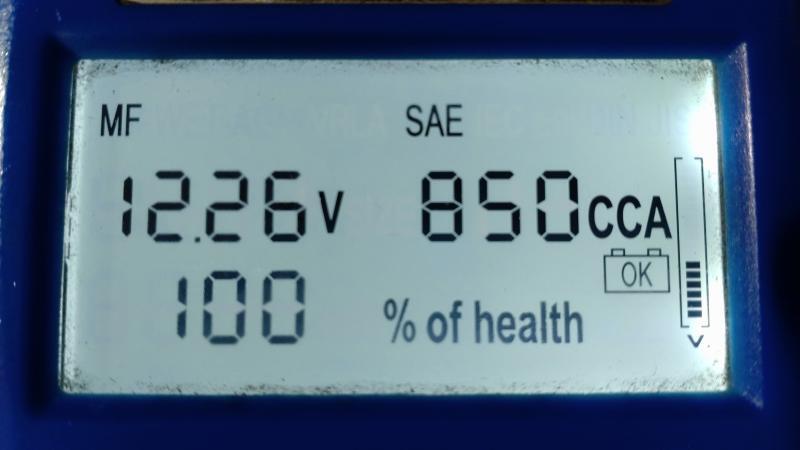 MF SAE
12.26 V 850 CCA
OK
100 % of health